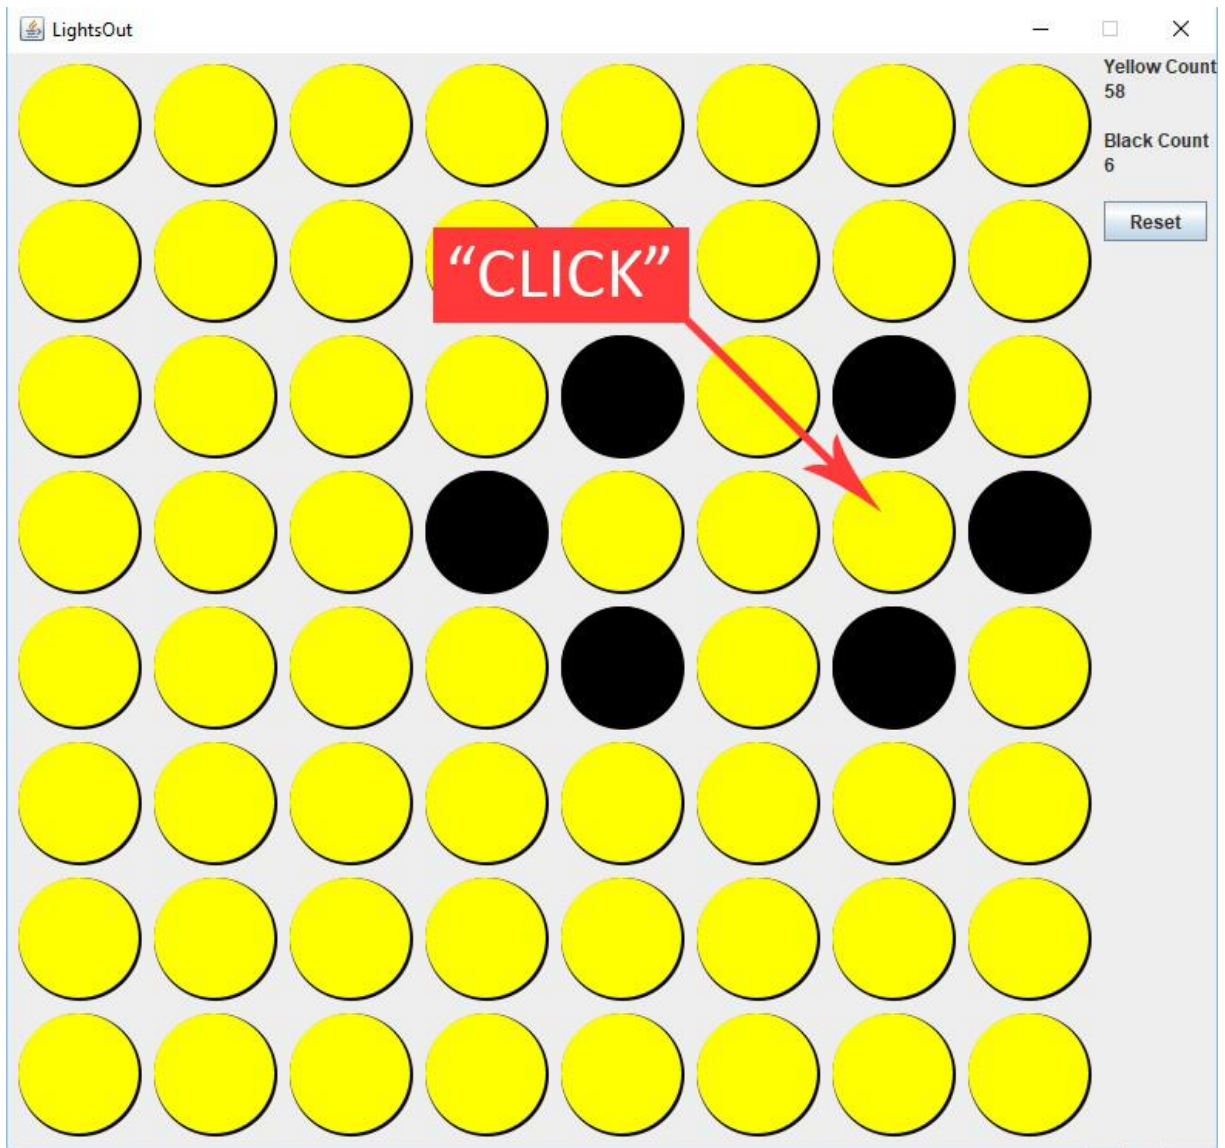 LightsOut
Yellow Count
58
Black Count
6
Reset
“CLICK”